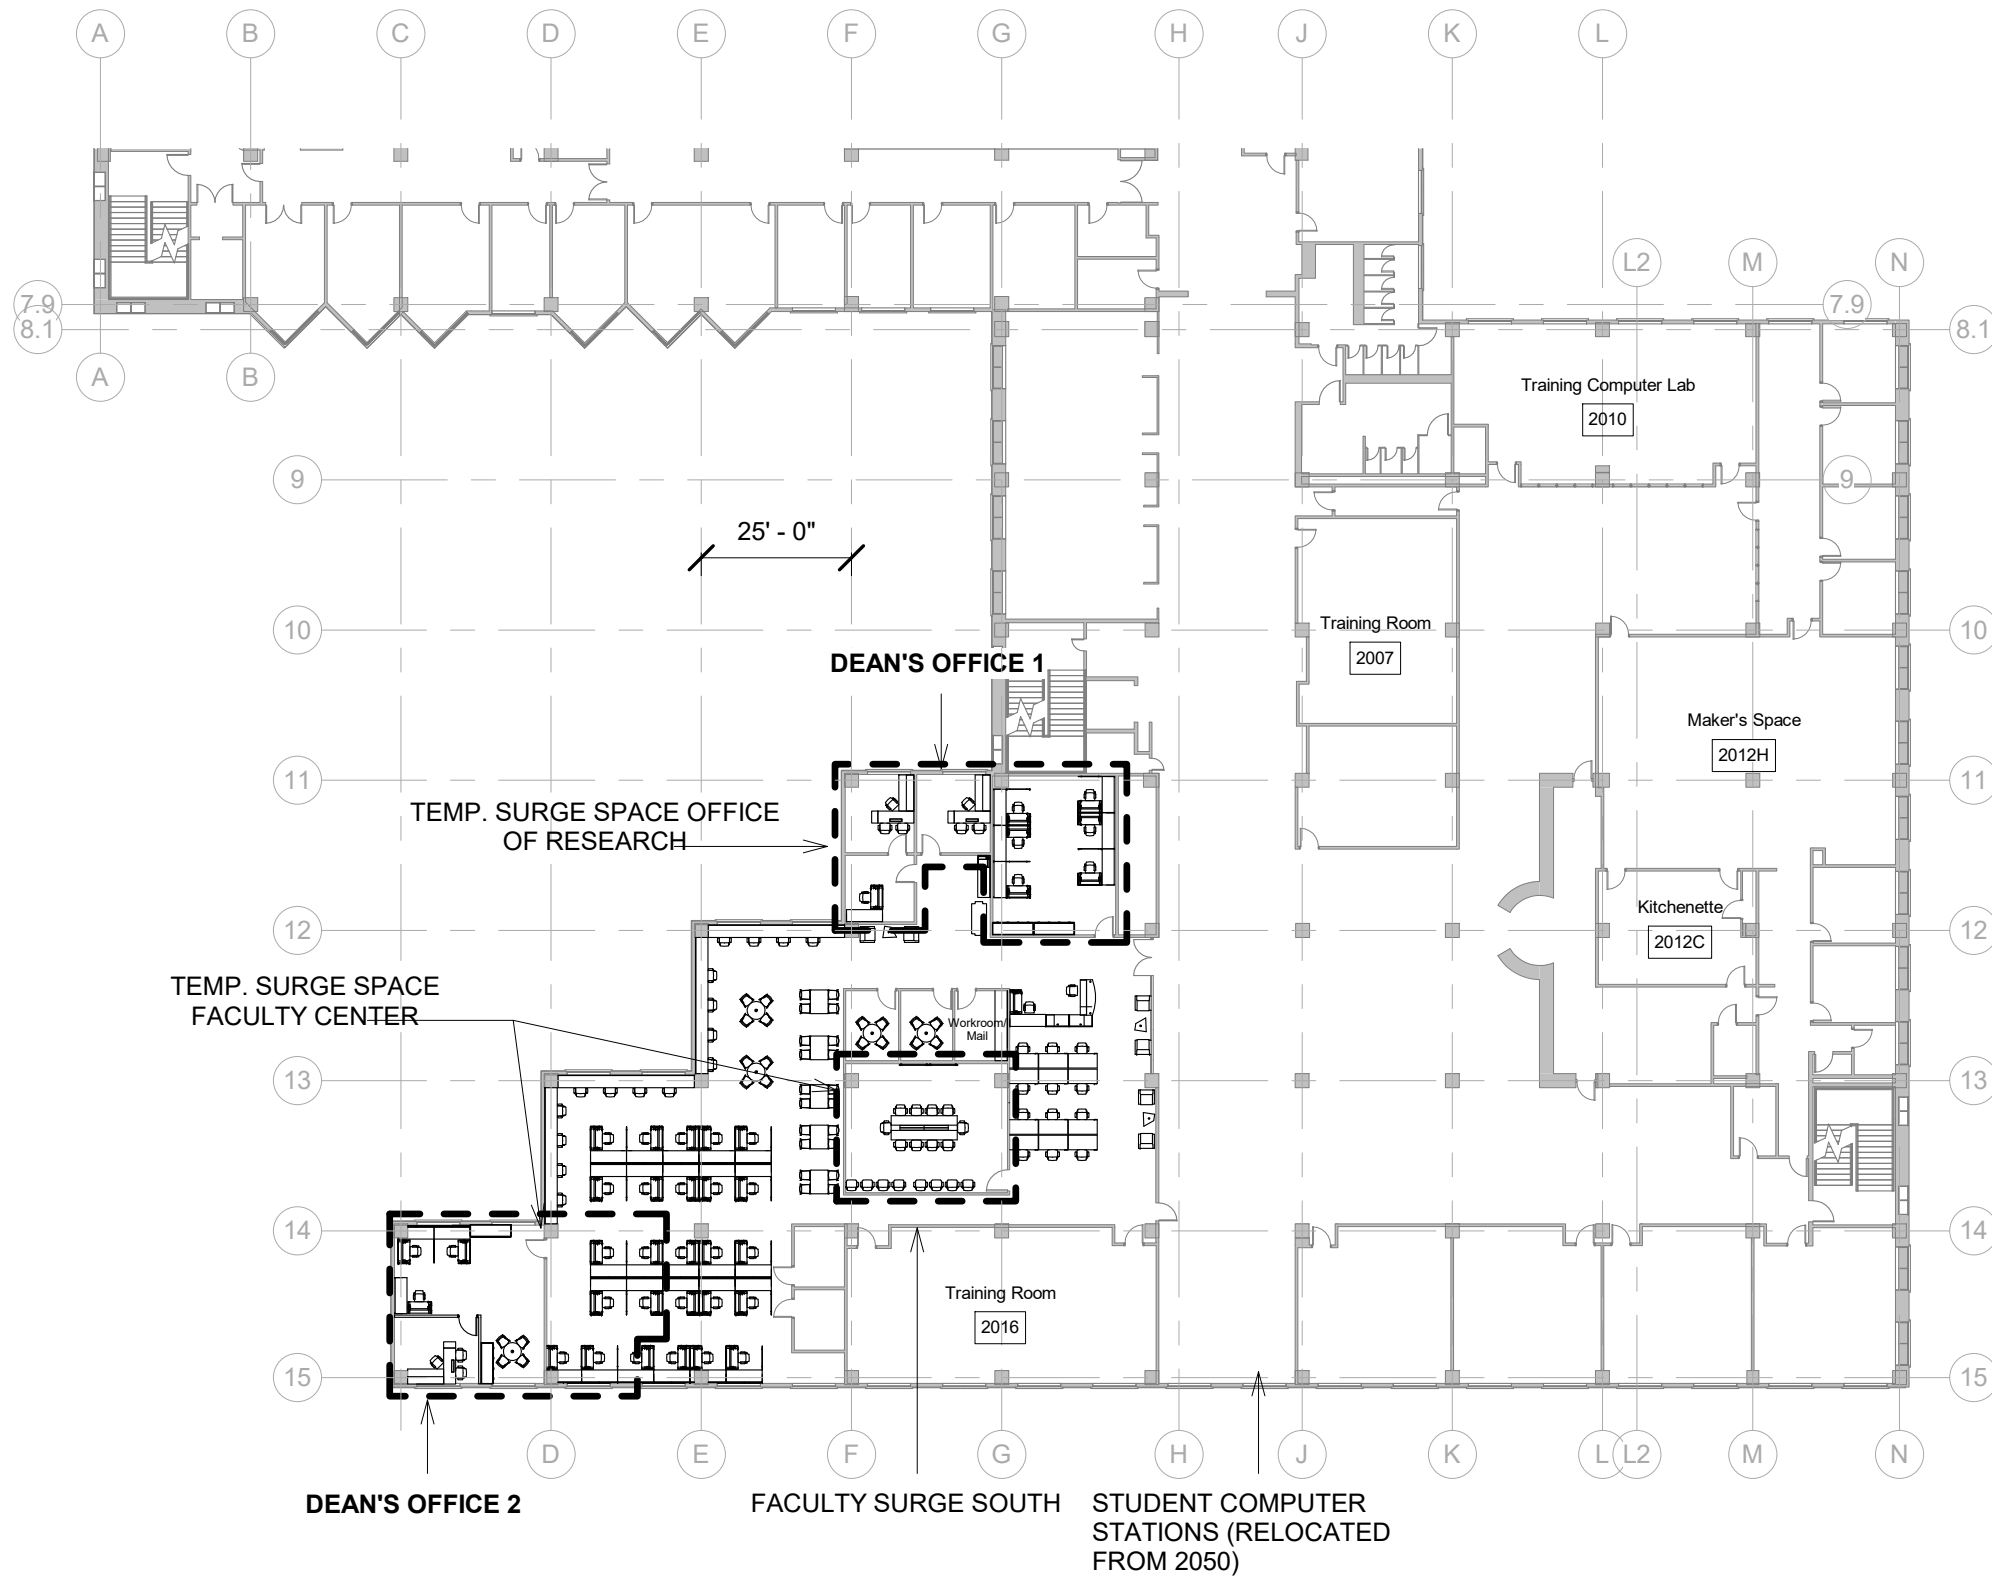 A B C D E F G H J K L
L2 M N
7.9 7.9
8.1 8.1
A B
Training Computer Lab
2010
9 9
25' - 0"
10 10
Training Room
2007
DEAN'S OFFICE 1
Maker's Space
2012H
11 11
TEMP. SURGE SPACE OFFICE
OF RESEARCH
Kitchenette
2012C
12 12
TEMP. SURGE SPACE
FACULTY CENTER
Workroom/
Mail
13 13
14 14
Training Room
2016
15 15
D E F G H J K L L2 M N
DEAN'S OFFICE 2
FACULTY SURGE SOUTH
STUDENT COMPUTER
STATIONS (RELOCATED
FROM 2050)